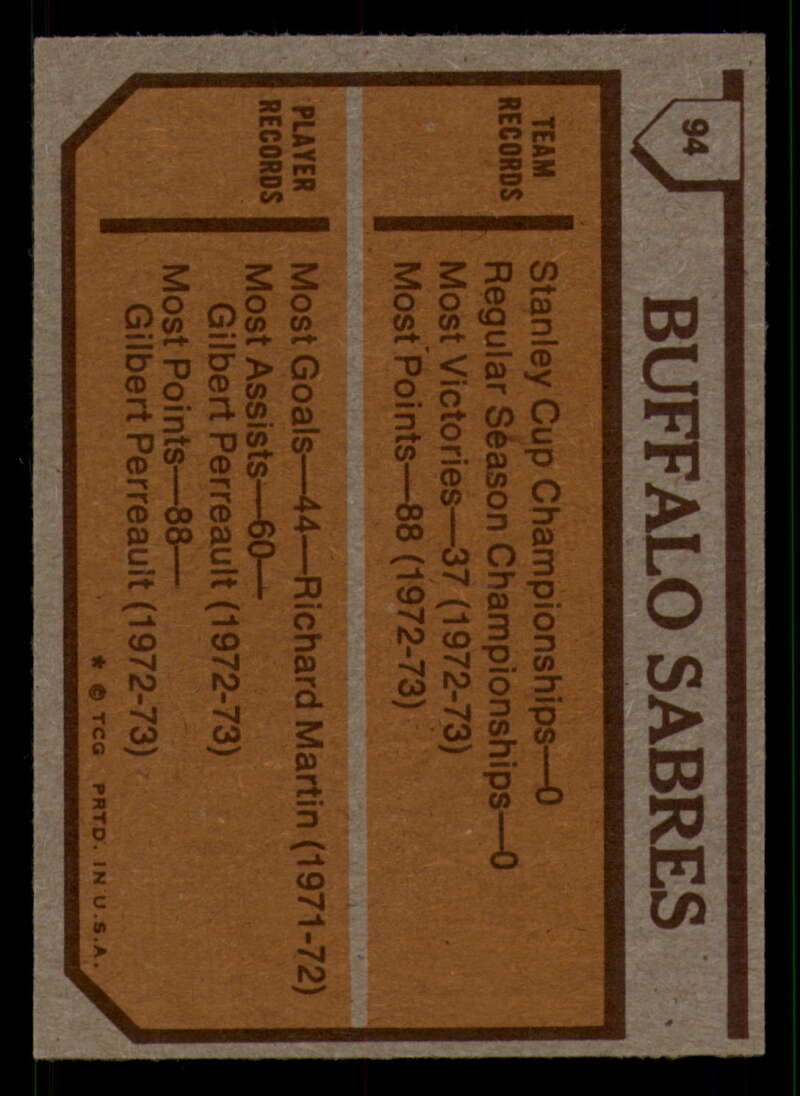 94
BUFFALO SABRES
TEAM
RECORDS
Stanley Cup Championships—0
Regular Season Championships—0
Most Victories—37 (1972-73)
Most Points—88 (1972-73)
PLAYER
RECORDS
Most Goals—44—Richard Martin (1971-72)
Most Assists—60—
Gilbert Perreault (1972-73)
Most Points—88—
Gilbert Perreault (1972-73)
* © TCG PRTD. IN U.S.A.